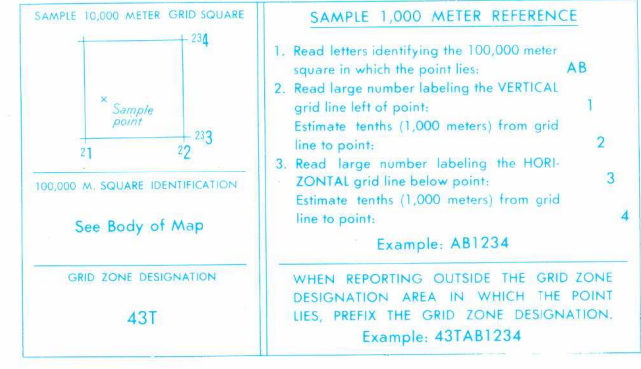 SAMPLE 10,000 METER GRID SQUARE
234
× Sample
point
233
21 22
100,000 M. SQUARE IDENTIFICATION
See Body of Map
GRID ZONE DESIGNATION
43T
SAMPLE 1,000 METER REFERENCE
1. Read letters identifying the 100,000 meter
square in which the point lies: AB
2. Read large number labeling the VERTICAL
grid line left of point: 1
Estimate tenths (1,000 meters) from grid
line to point: 2
3. Read large number labeling the HORI-
ZONTAL grid line below point: 3
Estimate tenths (1,000 meters) from grid
line to point: 4
Example: AB1234
WHEN REPORTING OUTSIDE THE GRID ZONE
DESIGNATION AREA IN WHICH THE POINT
LIES, PREFIX THE GRID ZONE DESIGNATION.
Example: 43TAB1234